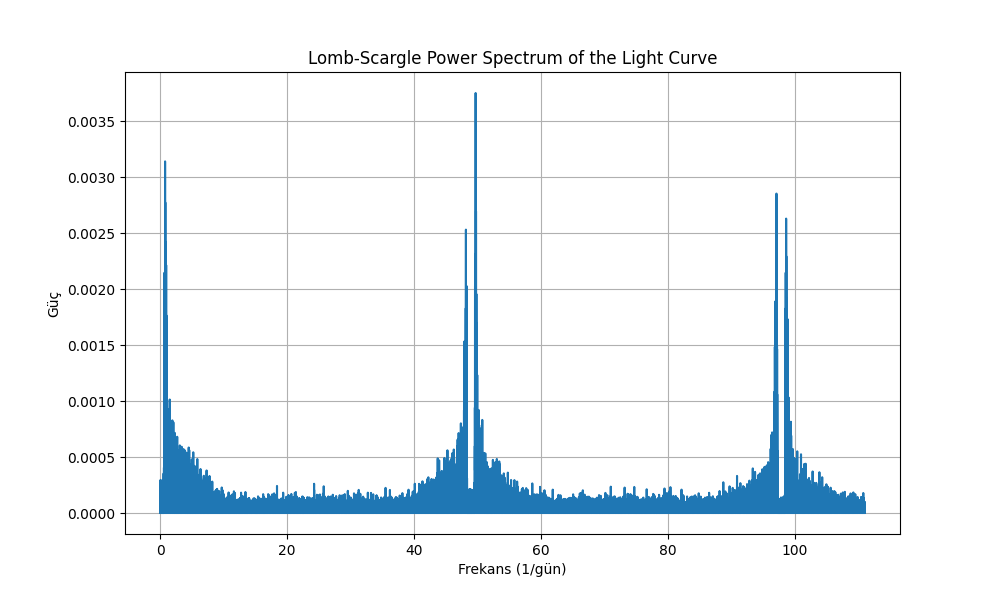 Lomb-Scargle Power Spectrum of the Light Curve
0.0035
0.0030
0.0025
0.0020
0.0015
0.0010
0.0005
0.0000
Güç
0 20 40 60 80 100
Frekans (1/gün)